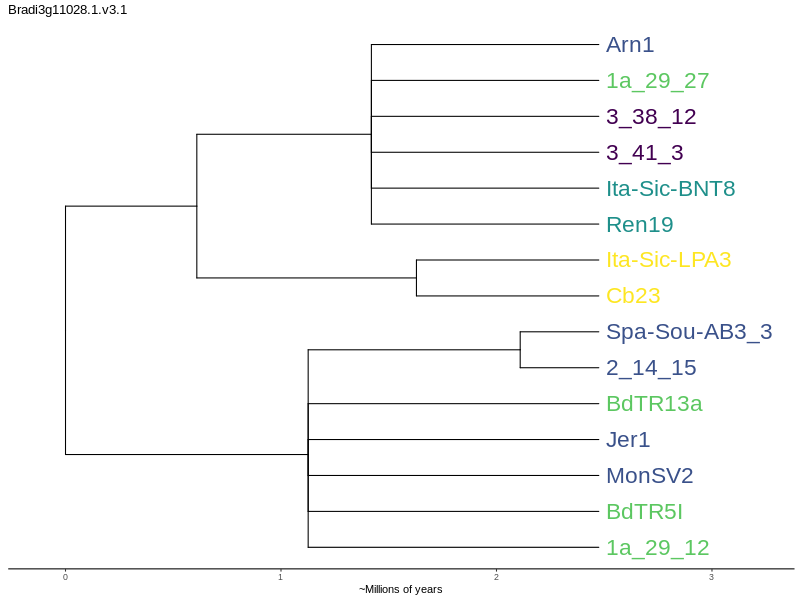 Bradi3g11028.1.v3.1
Arn1
1a_29_27
3_38_12
3_41_3
Ita-Sic-BNT8
Ren19
Ita-Sic-LPA3
Cb23
Spa-Sou-AB3_3
2_14_15
BdTR13a
Jer1
MonSV2
BdTR5I
1a_29_12
0 1 2 3
~Millions of years